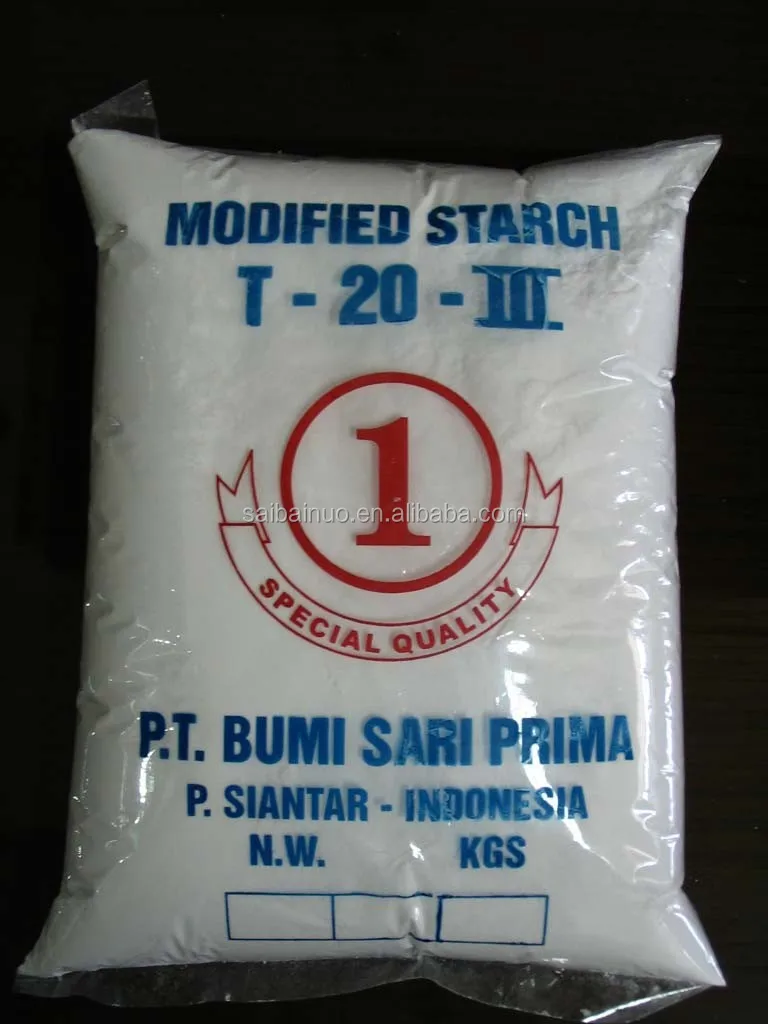 MODIFIED STARCH
T - 20 - III
1
saibainuo.en.alibaba.com
SPECIAL QUALITY
P.T. BUMI SARI PRIMA
P. SIANTAR - INDONESIA
N.W. KGS